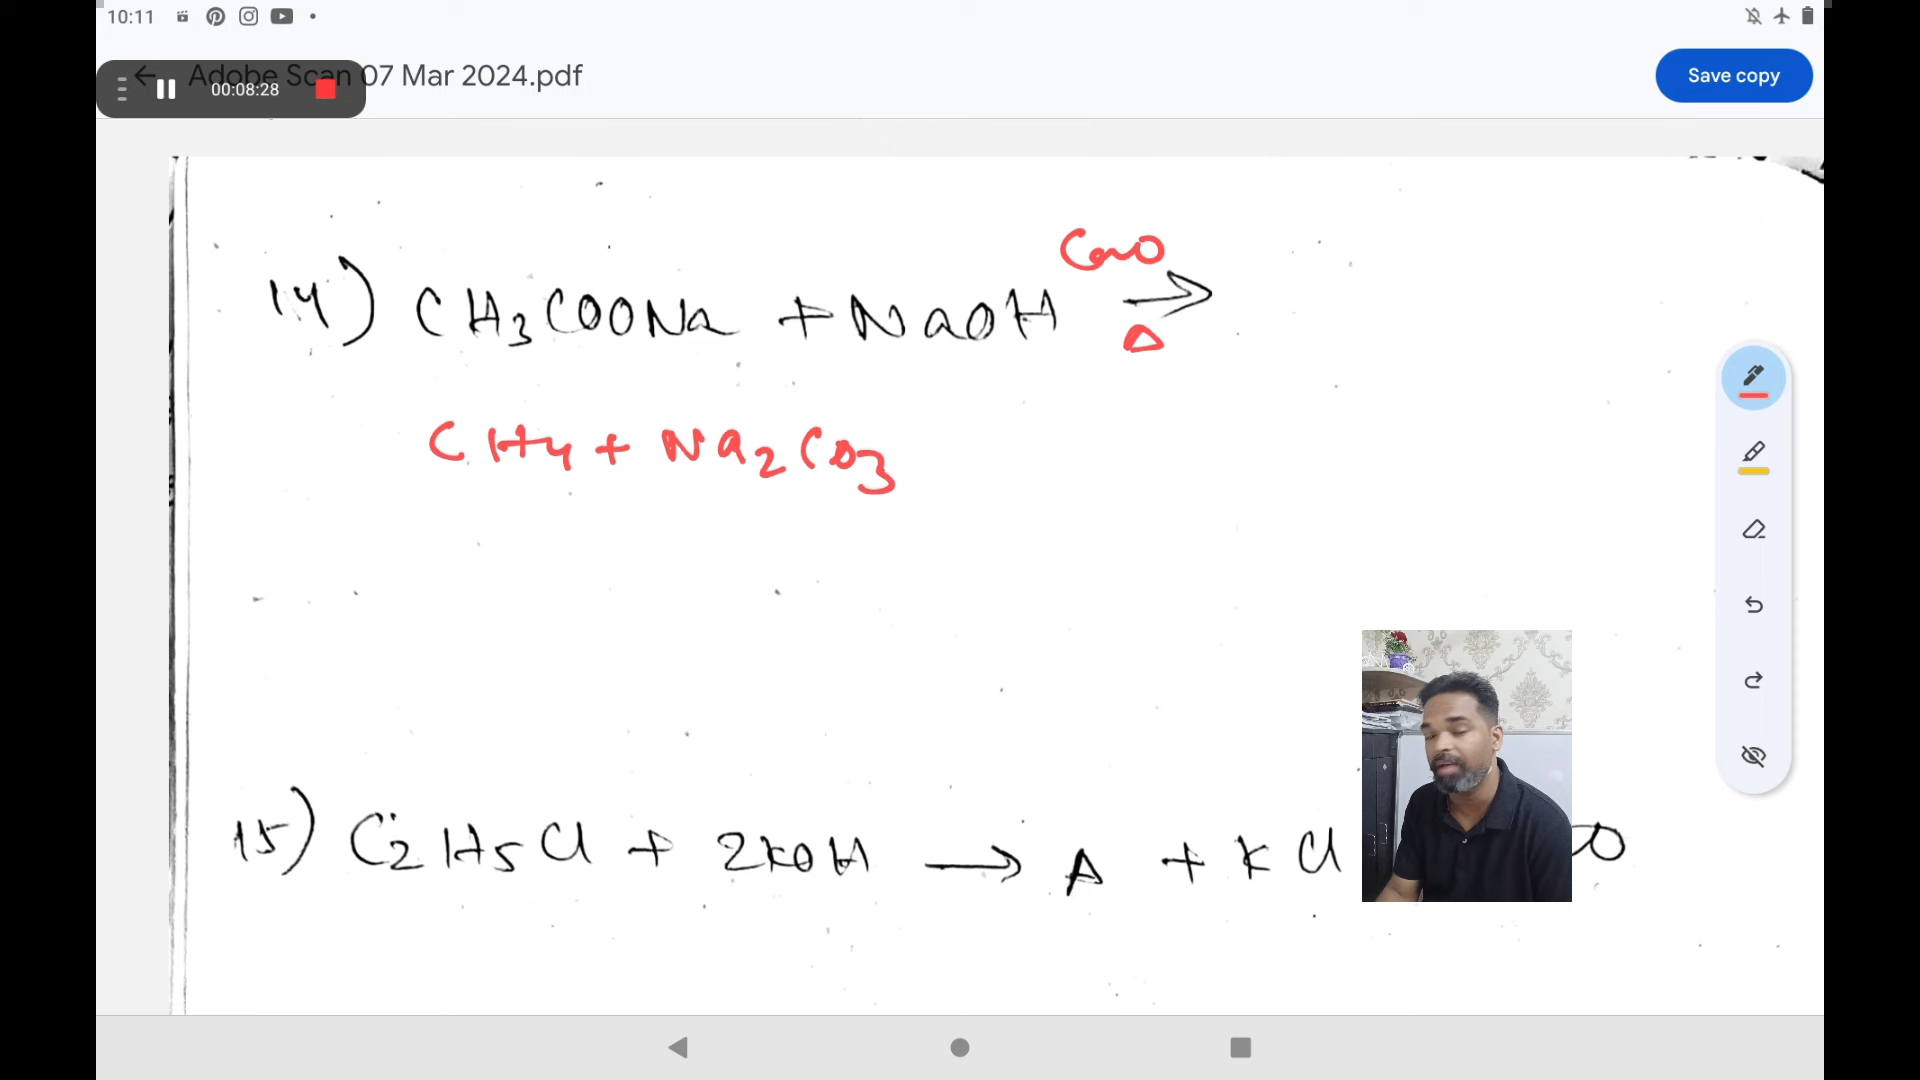 10:11
Adobe Scan 07 Mar 2024.pdf
00:08:28
Save copy
CaO
14) CH3COONa + NaOH →
Δ
CH4 + Na2CO3
15) C2H5Cl + 2KOH → A + KCl O